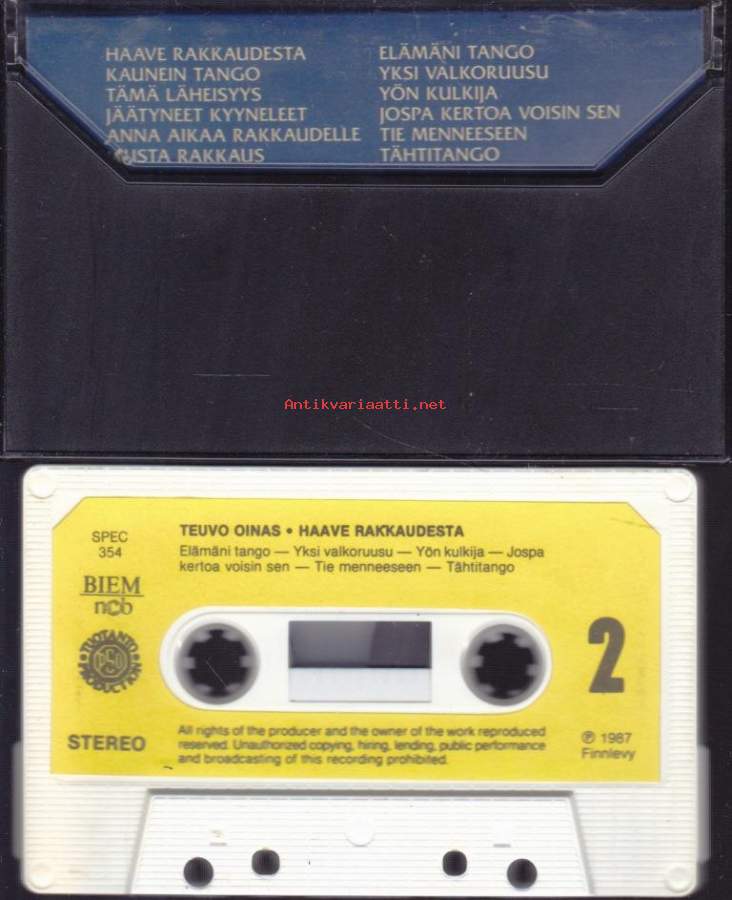 HAAVE RAKKAUDESTA
KAUNEIN TANGO
TÄMÄ LÄHEISYYS
JÄÄTYNEET KYYNELEET
ANNA AIKAA RAKKAUDELLE
MUSTA RAKKAUS
ELÄMÄNI TANGO
YKSI VALKORUUSU
YÖN KULKIJA
JOSPA KERTOA VOISIN SEN
TIE MENNEESEEN
TÄHTITANGO
Antikvariaatti.net
SPEC
354
BIEM
ncb
TUOTANTO
PSO
PRODUCTION
STEREO
TEUVO OINAS • HAAVE RAKKAUDESTA
Elämäni tango — Yksi valkoruusu — Yön kulkija — Jospa
kertoa voisin sen — Tie menneeseen — Tähtitango
2
All rights of the producer and the owner of the work reproduced
reserved. Unauthorized copying, hiring, lending, public performance
and broadcasting of this recording prohibited.
℗ 1987
Finnlevy